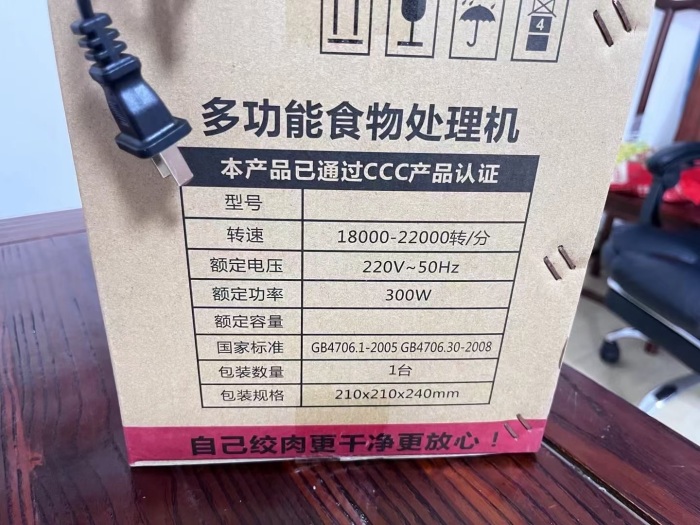 4
多功能食物处理机
本产品已通过CCC产品认证
型号
转速 18000-22000转/分
额定电压 220V~50Hz
额定功率 300W
额定容量
国家标准 GB4706.1-2005 GB4706.30-2008
包装数量 1台
包装规格 210x210x240mm
自己绞肉更干净更放心！